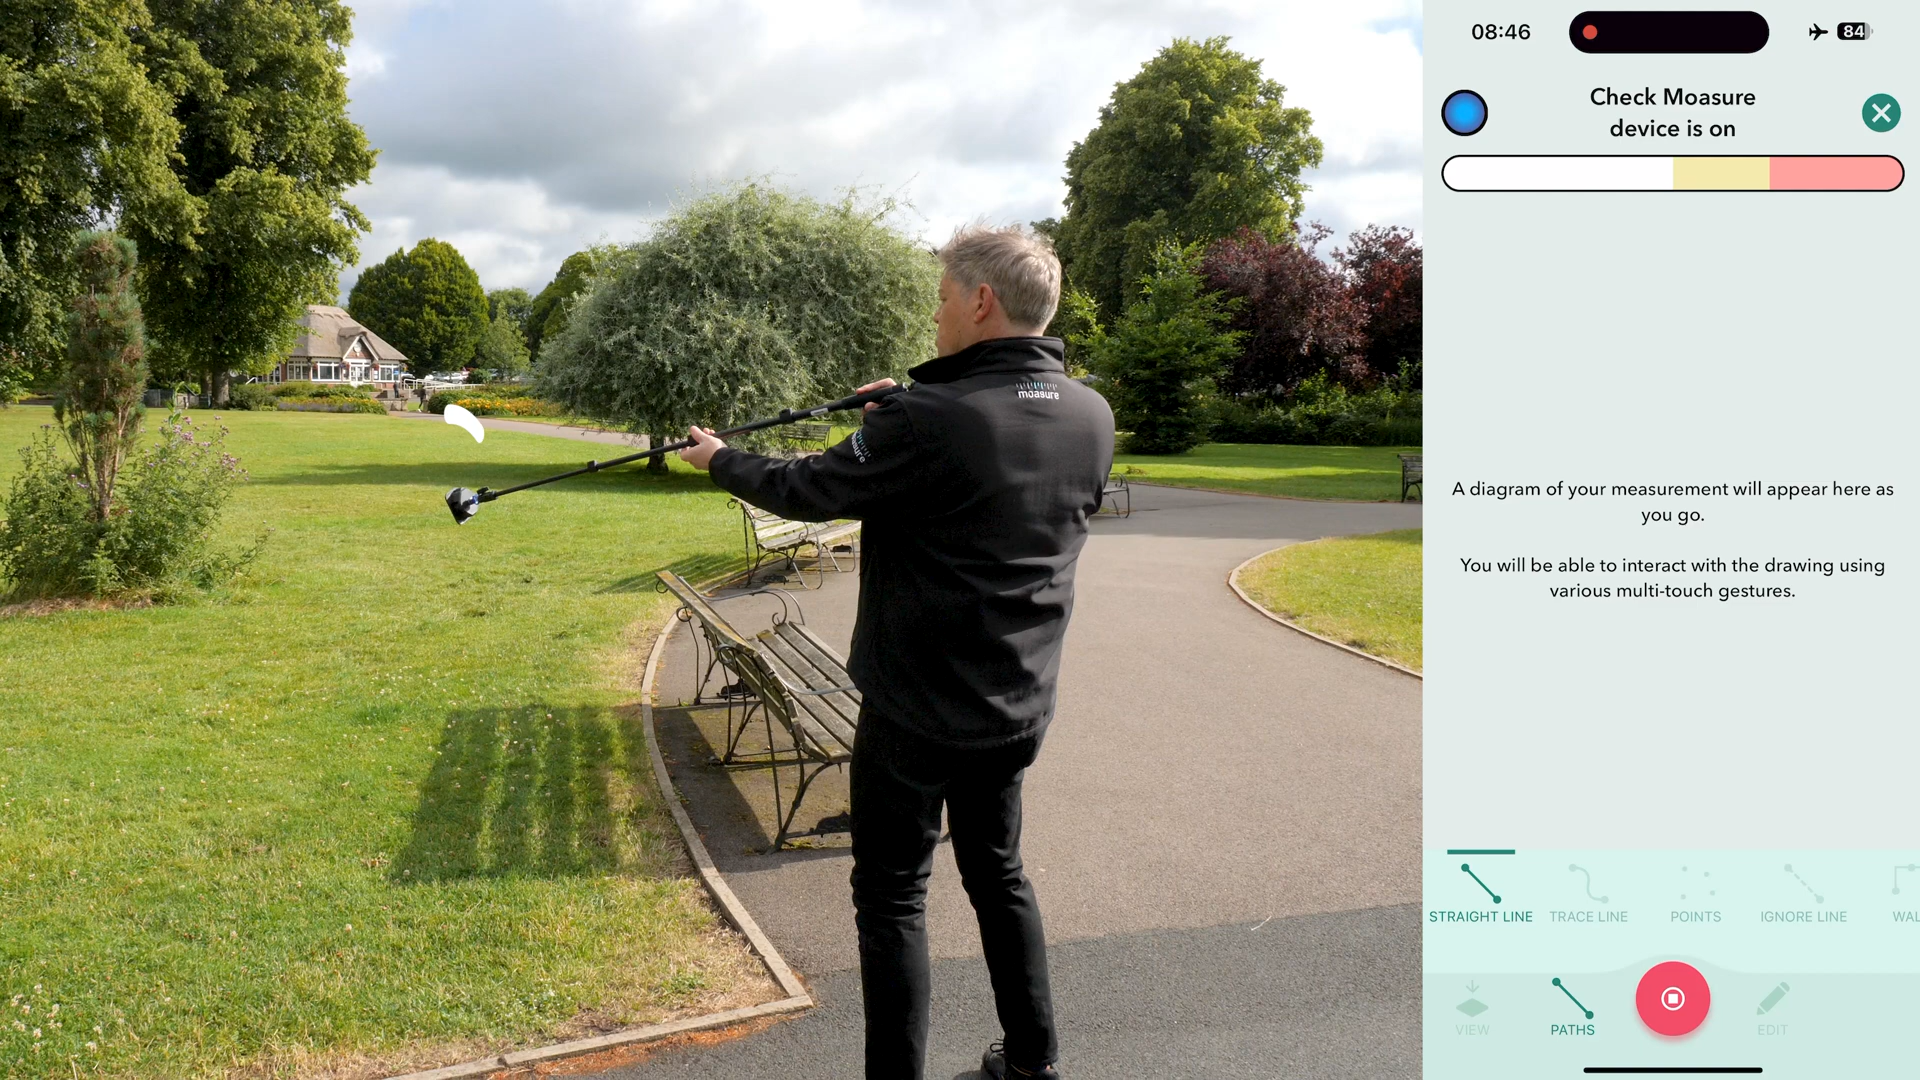 moasure
08:46
84
Check Moasure
device is on
A diagram of your measurement will appear here as
you go.
You will be able to interact with the drawing using
various multi-touch gestures.
STRAIGHT LINE
TRACE LINE
POINTS
IGNORE LINE
WAL
VIEW
PATHS
EDIT